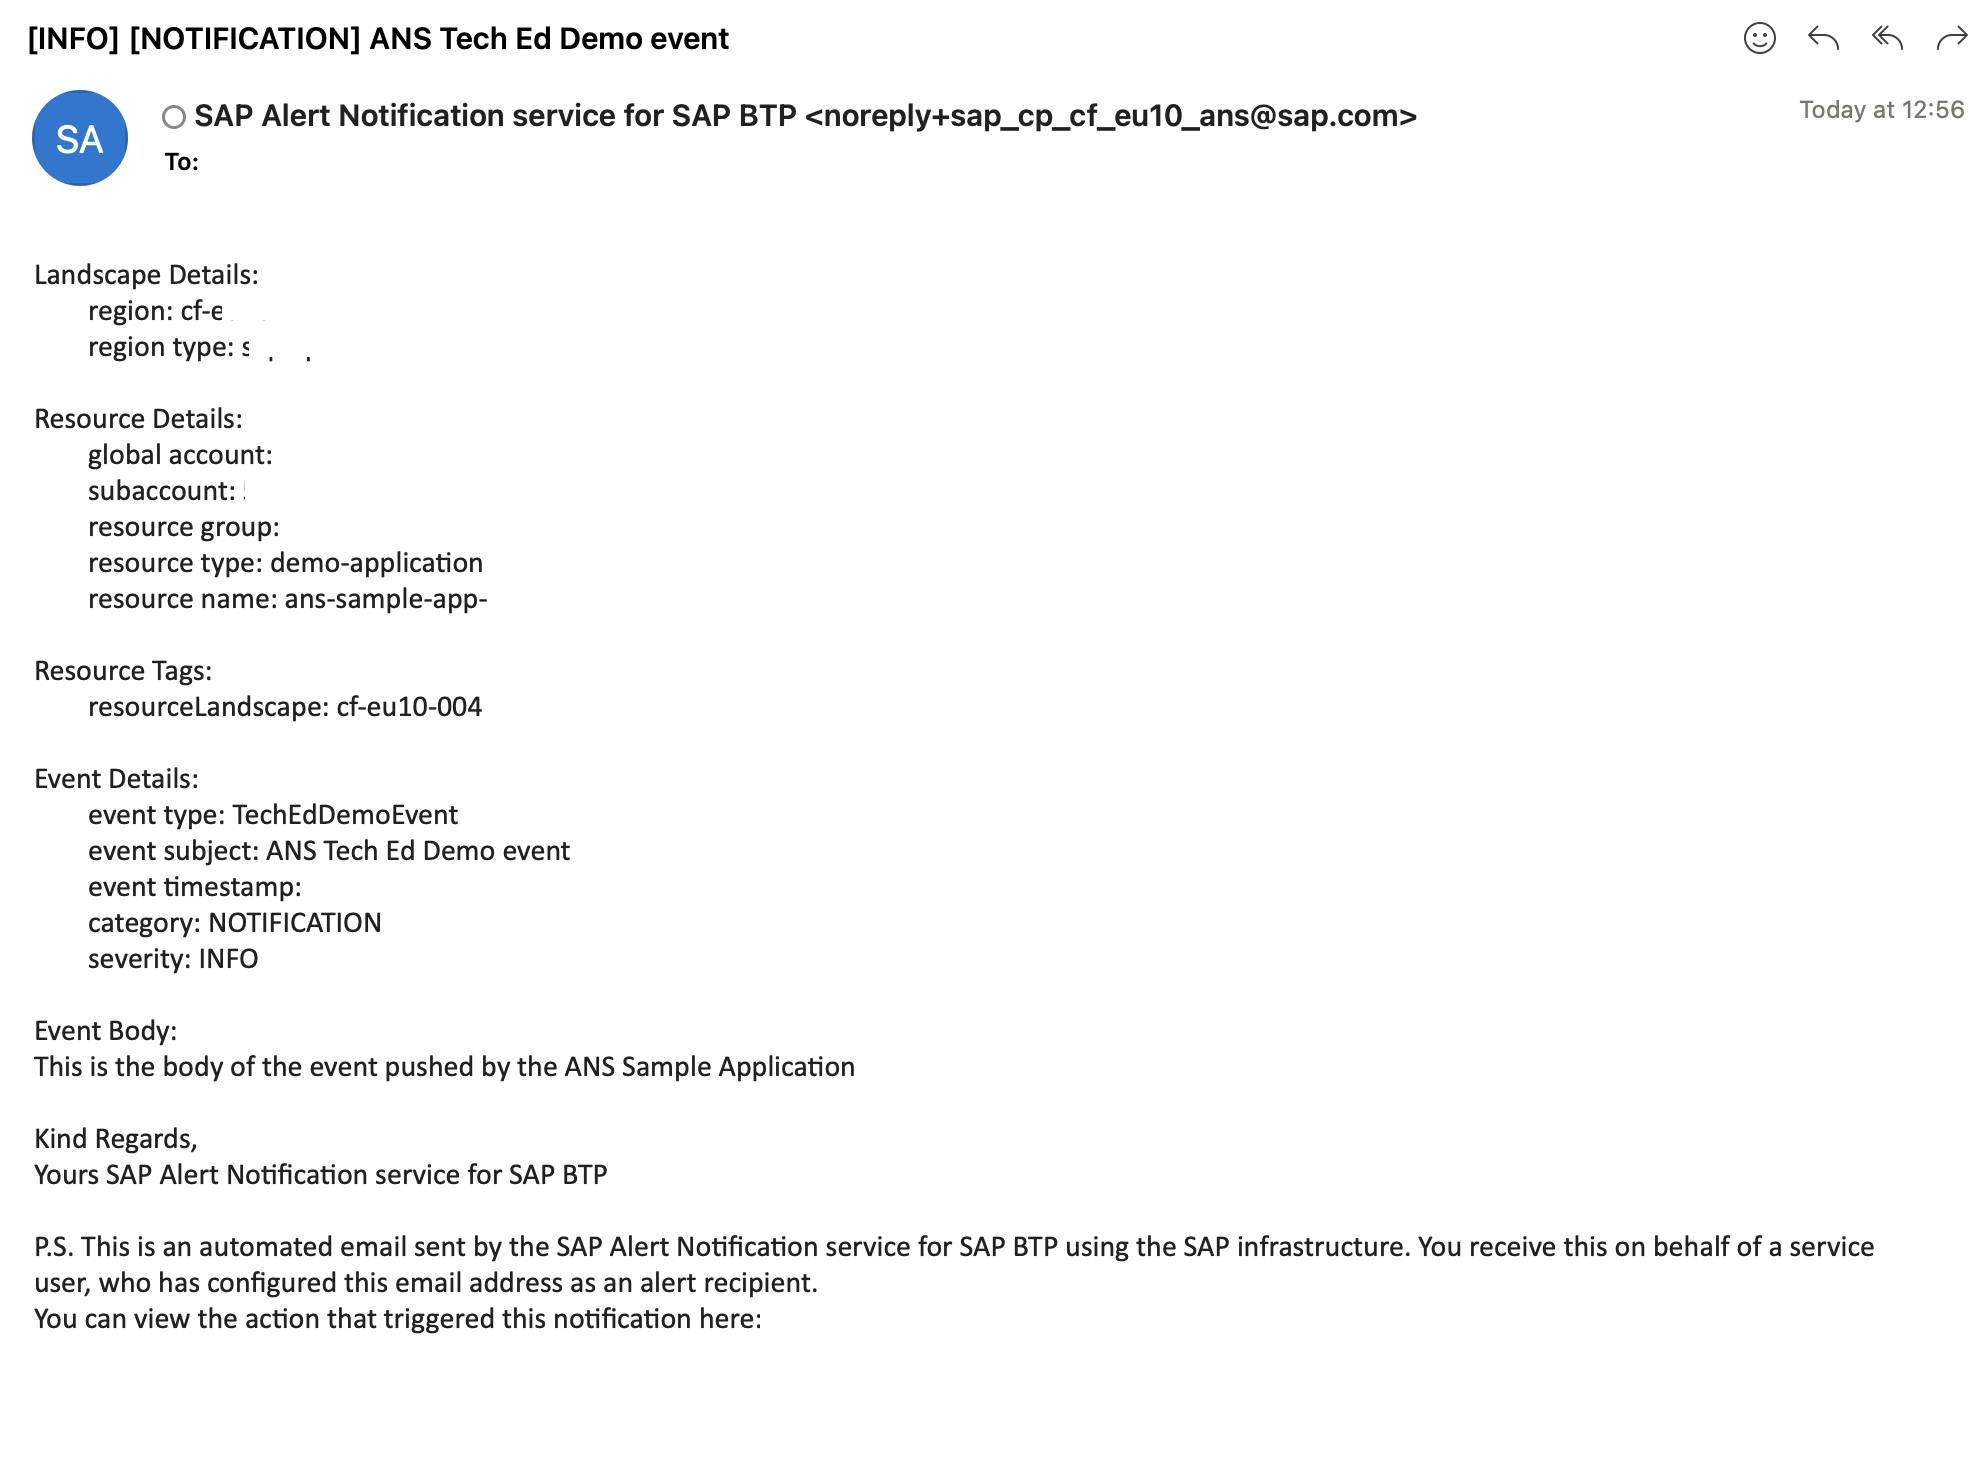 [INFO] [NOTIFICATION] ANS Tech Ed Demo event
SA
SAP Alert Notification service for SAP BTP <noreply+sap_cp_cf_eu10_ans@sap.com>
Today at 12:56
To:
Landscape Details:
region: cf-e
region type:
Resource Details:
global account:
subaccount:
resource group:
resource type: demo-application
resource name: ans-sample-app-
Resource Tags:
resourceLandscape: cf-eu10-004
Event Details:
event type: TechEdDemoEvent
event subject: ANS Tech Ed Demo event
event timestamp:
category: NOTIFICATION
severity: INFO
Event Body:
This is the body of the event pushed by the ANS Sample Application
Kind Regards,
Yours SAP Alert Notification service for SAP BTP
P.S. This is an automated email sent by the SAP Alert Notification service for SAP BTP using the SAP infrastructure. You receive this on behalf of a service
user, who has configured this email address as an alert recipient.
You can view the action that triggered this notification here: